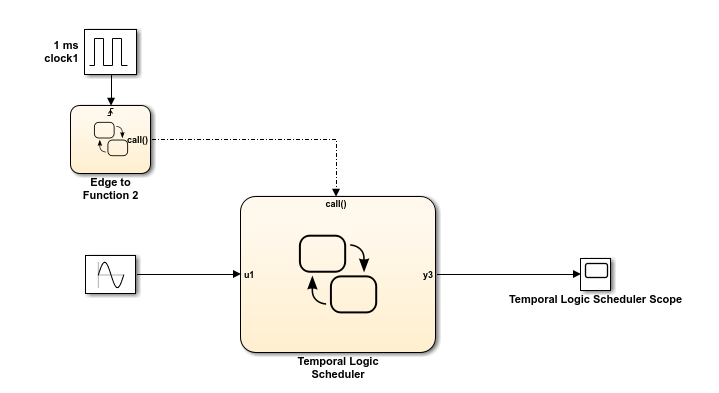 1 ms
clock1
call()
Edge to
Function 2
call()
u1
y3
Temporal Logic Scheduler Scope
Temporal Logic
Scheduler